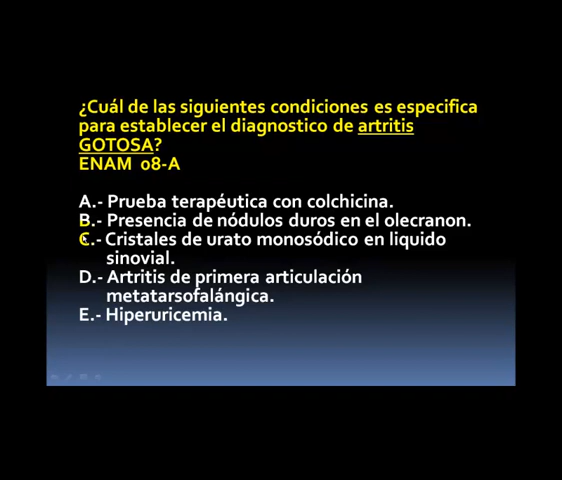 ¿Cuál de las siguientes condiciones es especifica
para establecer el diagnostico de artritis
GOTOSA?
ENAM 08-A
A.- Prueba terapéutica con colchicina.
B.- Presencia de nódulos duros en el olecranon.
C.- Cristales de urato monosódico en liquido
sinovial.
D.- Artritis de primera articulación
metatarsofalángica.
E.- Hiperuricemia.